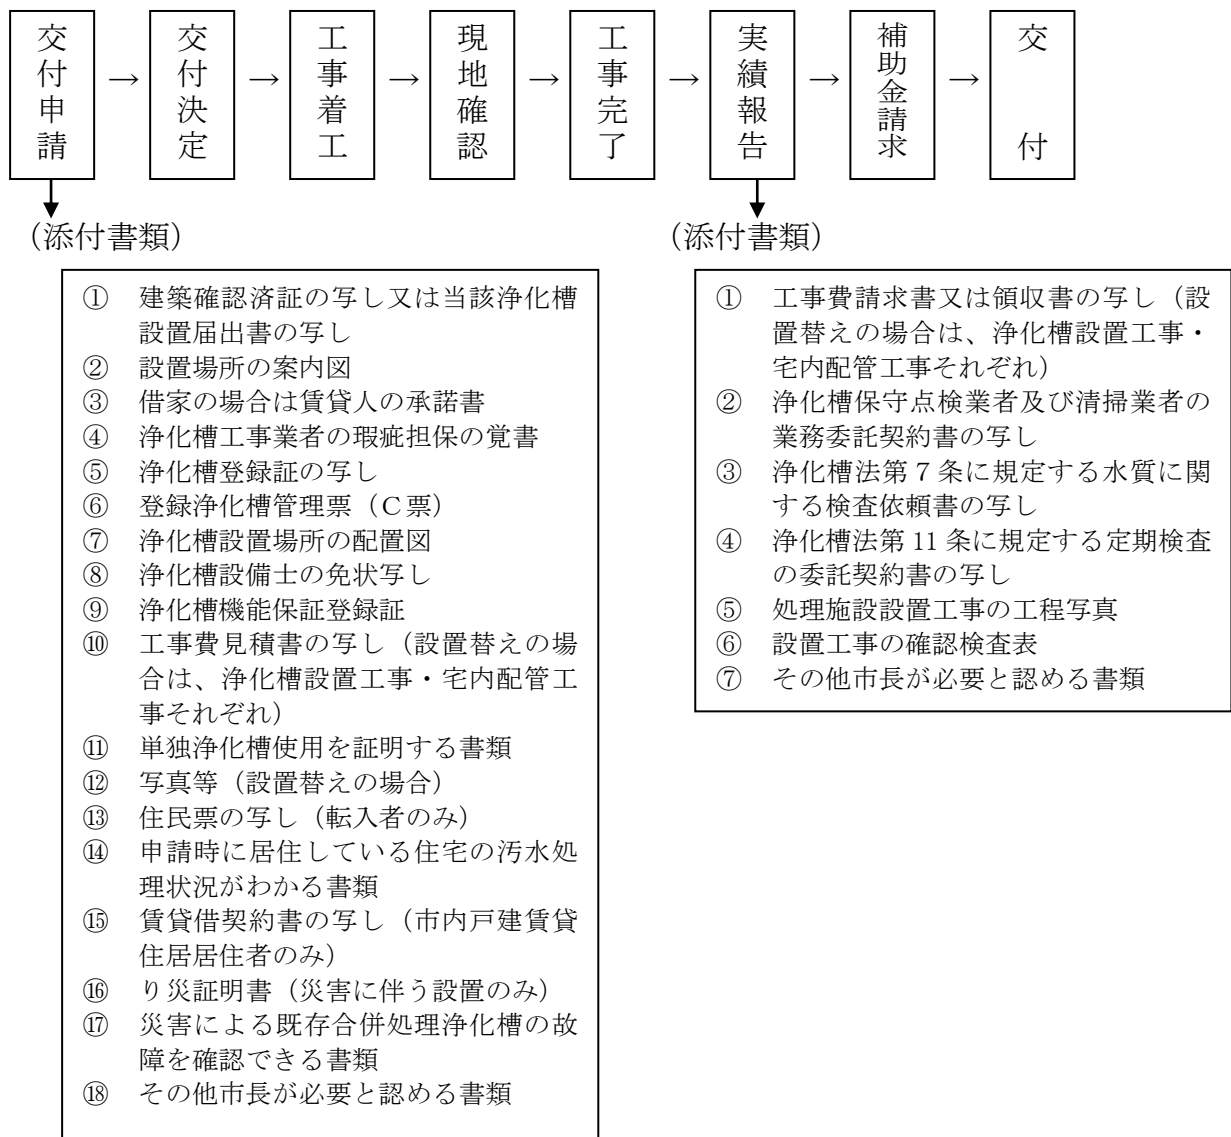 交付申請 → 交付決定 → 工事着工 → 現地確認 → 工事完了 → 実績報告 → 補助金請求 → 交付
(添付書類)
① 建築確認済証の写し又は当該浄化槽
設置届出書の写し
② 設置場所の案内図
③ 借家の場合は賃貸人の承諾書
④ 浄化槽工事業者の瑕疵担保の覚書
⑤ 浄化槽登録証の写し
⑥ 登録浄化槽管理票(C票)
⑦ 浄化槽設置場所の配置図
⑧ 浄化槽設備士の免状写し
⑨ 浄化槽機能保証登録証
⑩ 工事費見積書の写し(設置替えの場
合は、浄化槽設置工事・宅内配管工
事それぞれ)
⑪ 単独浄化槽使用を証明する書類
⑫ 写真等(設置替えの場合)
⑬ 住民票の写し(転入者のみ)
⑭ 申請時に居住している住宅の汚水処
理状況がわかる書類
⑮ 賃貸借契約書の写し(市内戸建賃貸
住居居住者のみ)
⑯ り災証明書(災害に伴う設置のみ)
⑰ 災害による既存合併処理浄化槽の故
障を確認できる書類
⑱ その他市長が必要と認める書類
(添付書類)
① 工事費請求書又は領収書の写し(設
置替えの場合は、浄化槽設置工事・
宅内配管工事それぞれ)
② 浄化槽保守点検業者及び清掃業者の
業務委託契約書の写し
③ 浄化槽法第7条に規定する水質に関
する検査依頼書の写し
④ 浄化槽法第11条に規定する定期検査
の委託契約書の写し
⑤ 処理施設設置工事の工程写真
⑥ 設置工事の確認検査表
⑦ その他市長が必要と認める書類